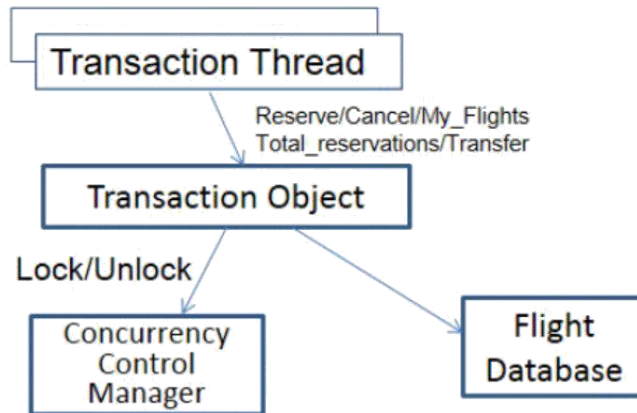 Transaction Thread
Reserve/Cancel/My_Flights
Total_reservations/Transfer
Transaction Object
Lock/Unlock
Concurrency
Control
Manager
Flight
Database